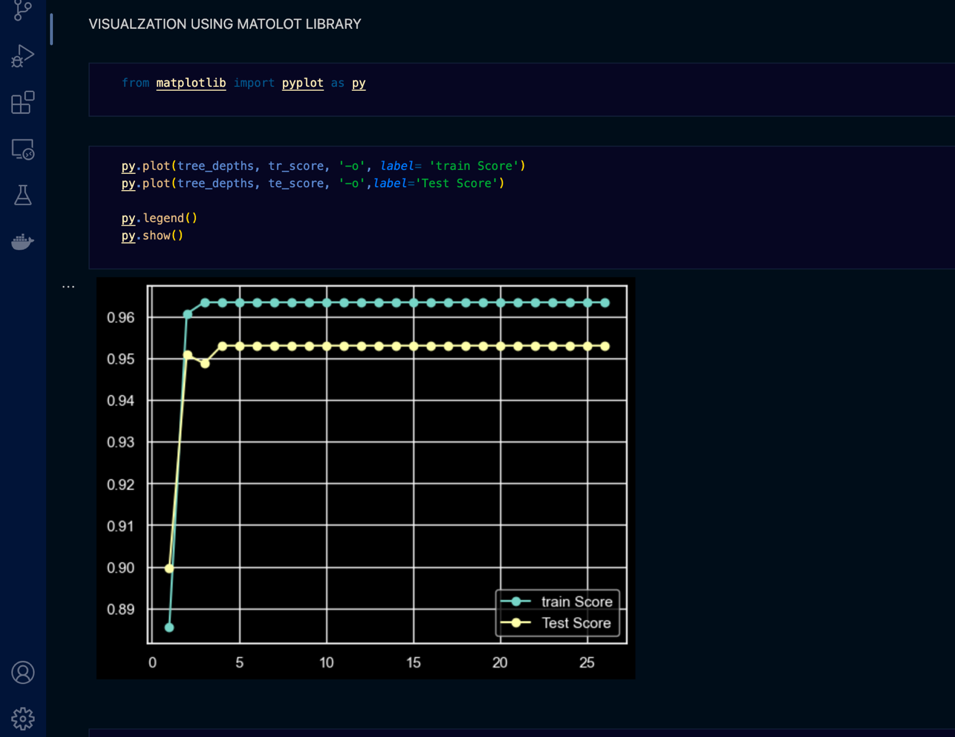 VISUALZATION USING MATOLOT LIBRARY
from matplotlib import pyplot as py
py.plot(tree_depths, tr_score, '-o', label= 'train Score')
py.plot(tree_depths, te_score, '-o',label='Test Score')
py.legend()
py.show()
...
0.96
0.95
0.94
0.93
0.92
0.91
0.90
0.89
train Score
Test Score
0 5 10 15 20 25